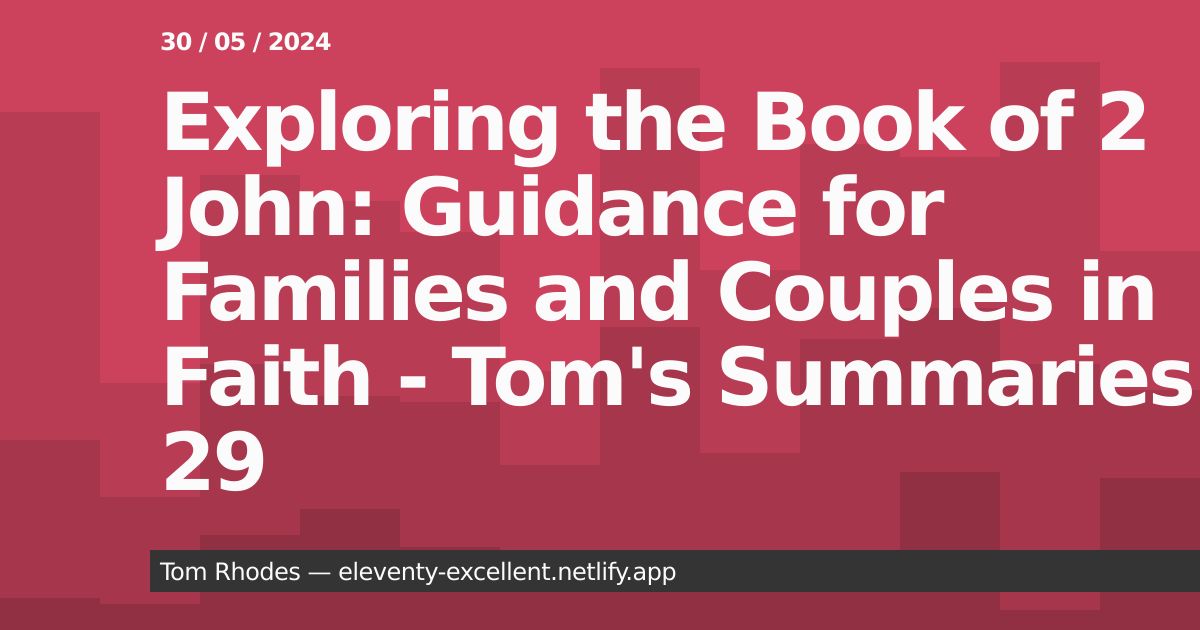 30 / 05 / 2024
Exploring the Book of 2
John: Guidance for
Families and Couples in
Faith - Tom's Summaries
29
Tom Rhodes — eleventy-excellent.netlify.app